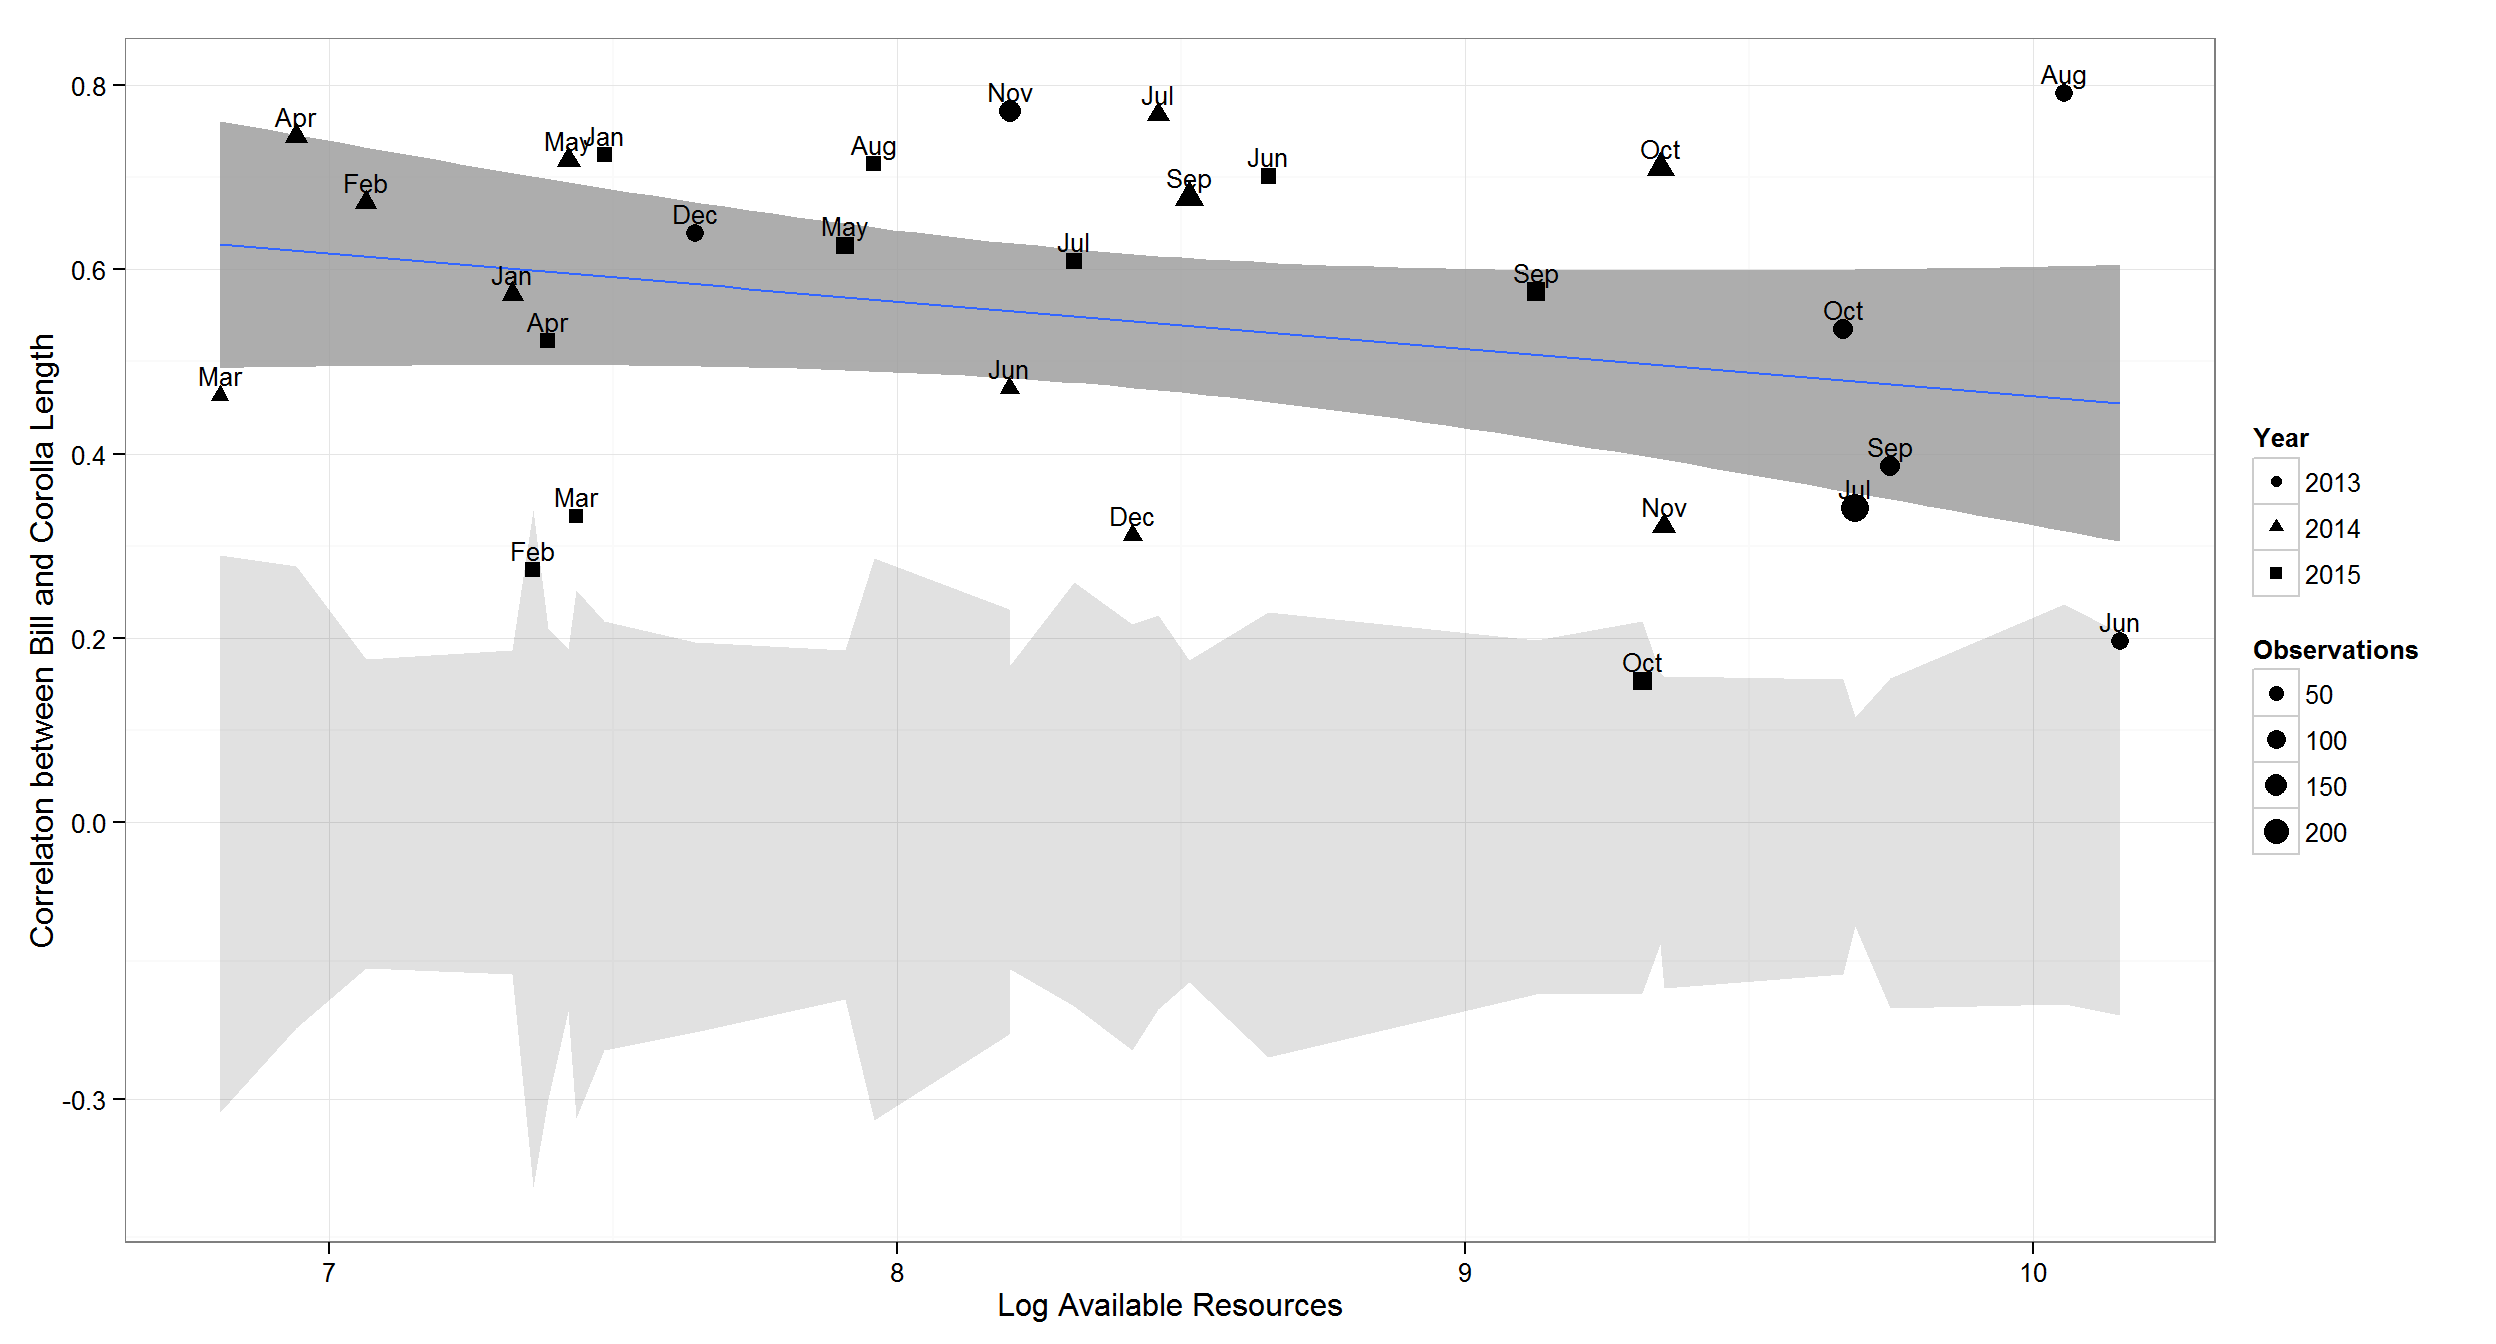 Correlaton between Bill and Corolla Length
0.8
0.6
0.4
0.2
0.0
-0.3
Aug
Nov
Jul
Apr
May
Jan
Aug
Oct
Jun
Sep
Feb
Dec
May
Jul
Jan
Sep
Oct
Apr
Jun
Mar
Sep
Jul
Mar
Nov
Dec
Feb
Jun
Oct
7
8
9
10
Log Available Resources
Year
2013
2014
2015
Observations
50
100
150
200